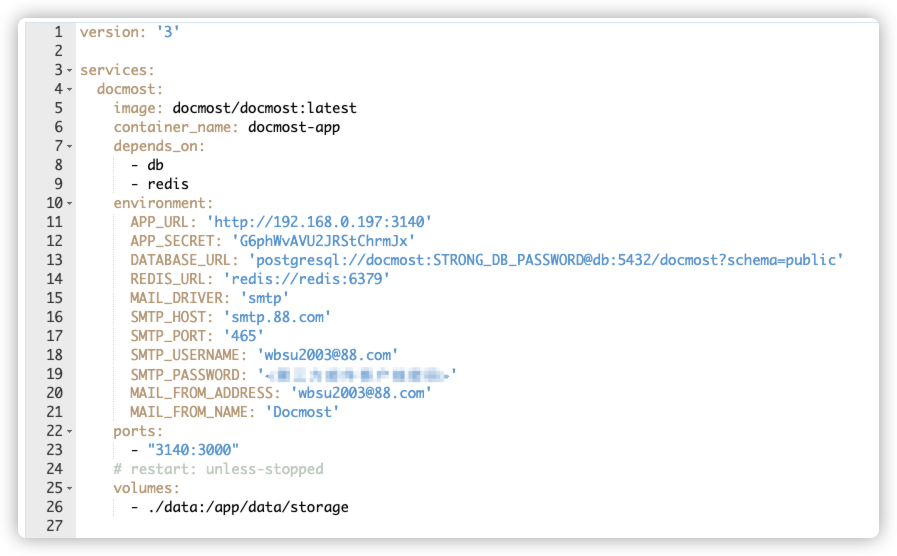 1 version: '3'
2
3 services:
4 docmost:
5 image: docmost/docmost:latest
6 container_name: docmost-app
7 depends_on:
8 - db
9 - redis
10 environment:
11 APP_URL: 'http://192.168.0.197:3140'
12 APP_SECRET: 'G6phWvAVU2JRStChrmJx'
13 DATABASE_URL: 'postgresql://docmost:STRONG_DB_PASSWORD@db:5432/docmost?schema=public'
14 REDIS_URL: 'redis://redis:6379'
15 MAIL_DRIVER: 'smtp'
16 SMTP_HOST: 'smtp.88.com'
17 SMTP_PORT: '465'
18 SMTP_USERNAME: 'wbsu2003@88.com'
19 SMTP_PASSWORD: '< >'
20 MAIL_FROM_ADDRESS: 'wbsu2003@88.com'
21 MAIL_FROM_NAME: 'Docmost'
22 ports:
23 - "3140:3000"
24 # restart: unless-stopped
25 volumes:
26 - ./data:/app/data/storage
27